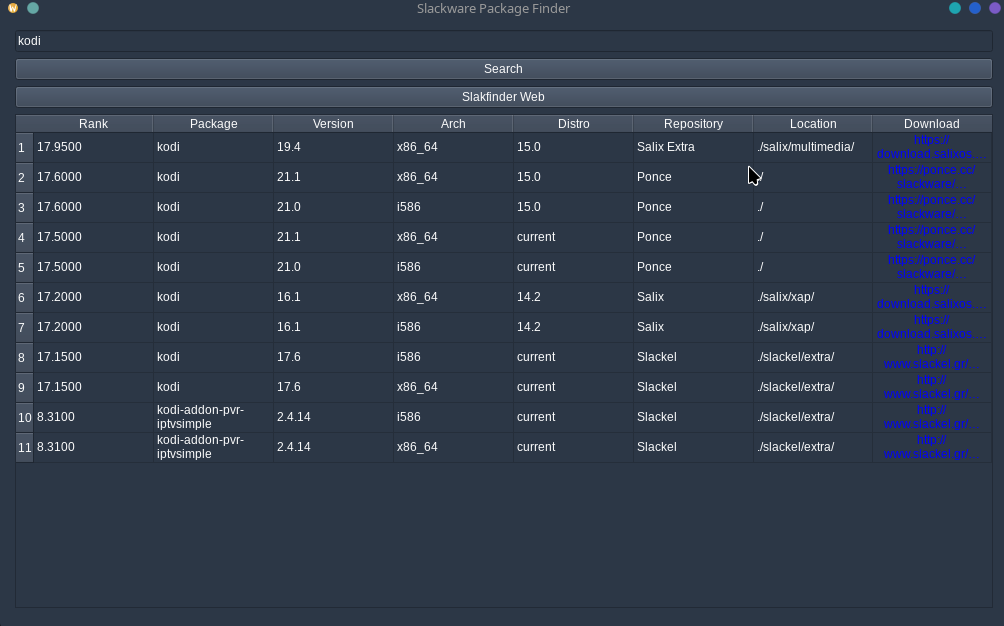 Slackware Package Finder
kodi
Search
Slakfinder Web
Rank Package Version Arch Distro Repository Location Download
1 17.9500 kodi 19.4 x86_64 15.0 Salix Extra ./salix/multimedia/ https://
download.salixos....
2 17.6000 kodi 21.1 x86_64 15.0 Ponce ./ https://ponce.cc/
slackware/...
3 17.6000 kodi 21.0 i586 15.0 Ponce ./ https://ponce.cc/
slackware/...
4 17.5000 kodi 21.1 x86_64 current Ponce ./ https://ponce.cc/
slackware/...
5 17.5000 kodi 21.0 i586 current Ponce ./ https://ponce.cc/
slackware/...
6 17.2000 kodi 16.1 x86_64 14.2 Salix ./salix/xap/ https://
download.salixos....
7 17.2000 kodi 16.1 i586 14.2 Salix ./salix/xap/ https://
download.salixos....
8 17.1500 kodi 17.6 i586 current Slackel ./slackel/extra/ http://
www.slackel.gr/...
9 17.1500 kodi 17.6 x86_64 current Slackel ./slackel/extra/ http://
www.slackel.gr/...
10 8.3100 kodi-addon-pvr- 2.4.14 i586 current Slackel ./slackel/extra/ http://
iptvsimple www.slackel.gr/...
11 8.3100 kodi-addon-pvr- 2.4.14 x86_64 current Slackel ./slackel/extra/ http://
iptvsimple www.slackel.gr/...